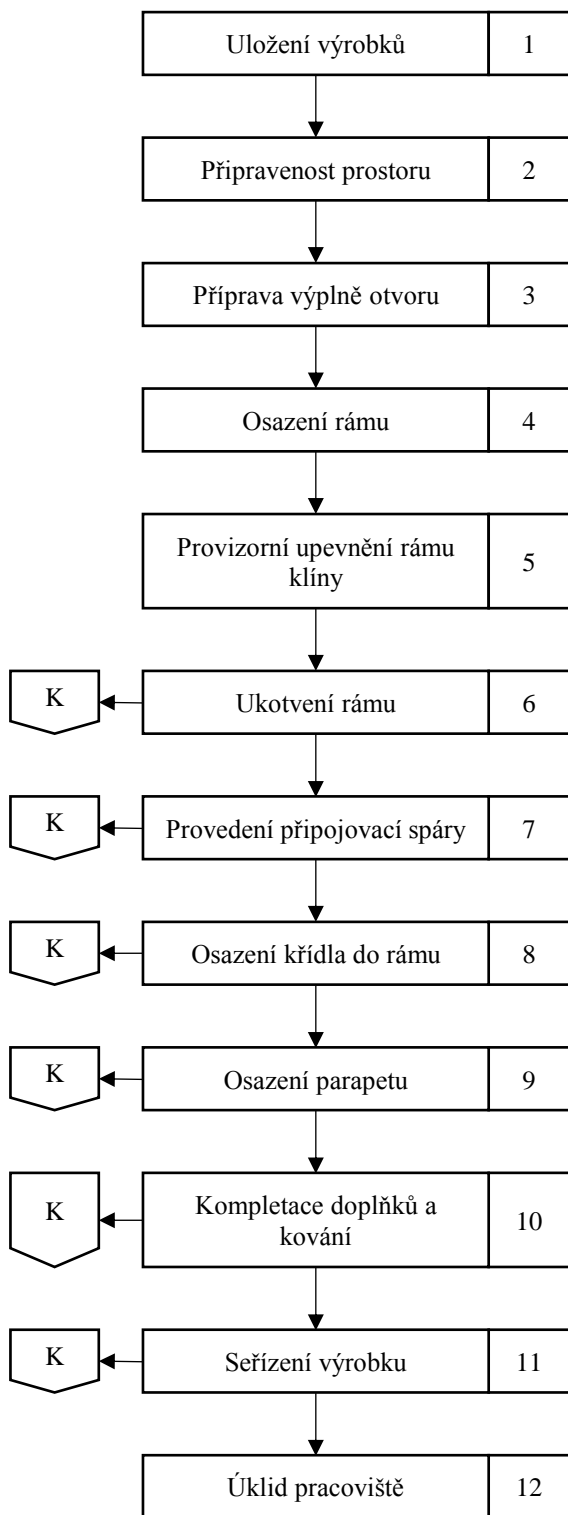 Uložení výrobků 1
Připravenost prostoru 2
Příprava výplně otvoru 3
Osazení rámu 4
Provizorní upevnění rámu
klíny
5
K Ukotvení rámu 6
K Provedení připojovací spáry 7
K Osazení křídla do rámu 8
K Osazení parapetu 9
K
Kompletace doplňků a
kování
10
K Seřízení výrobku 11
Úklid pracoviště 12